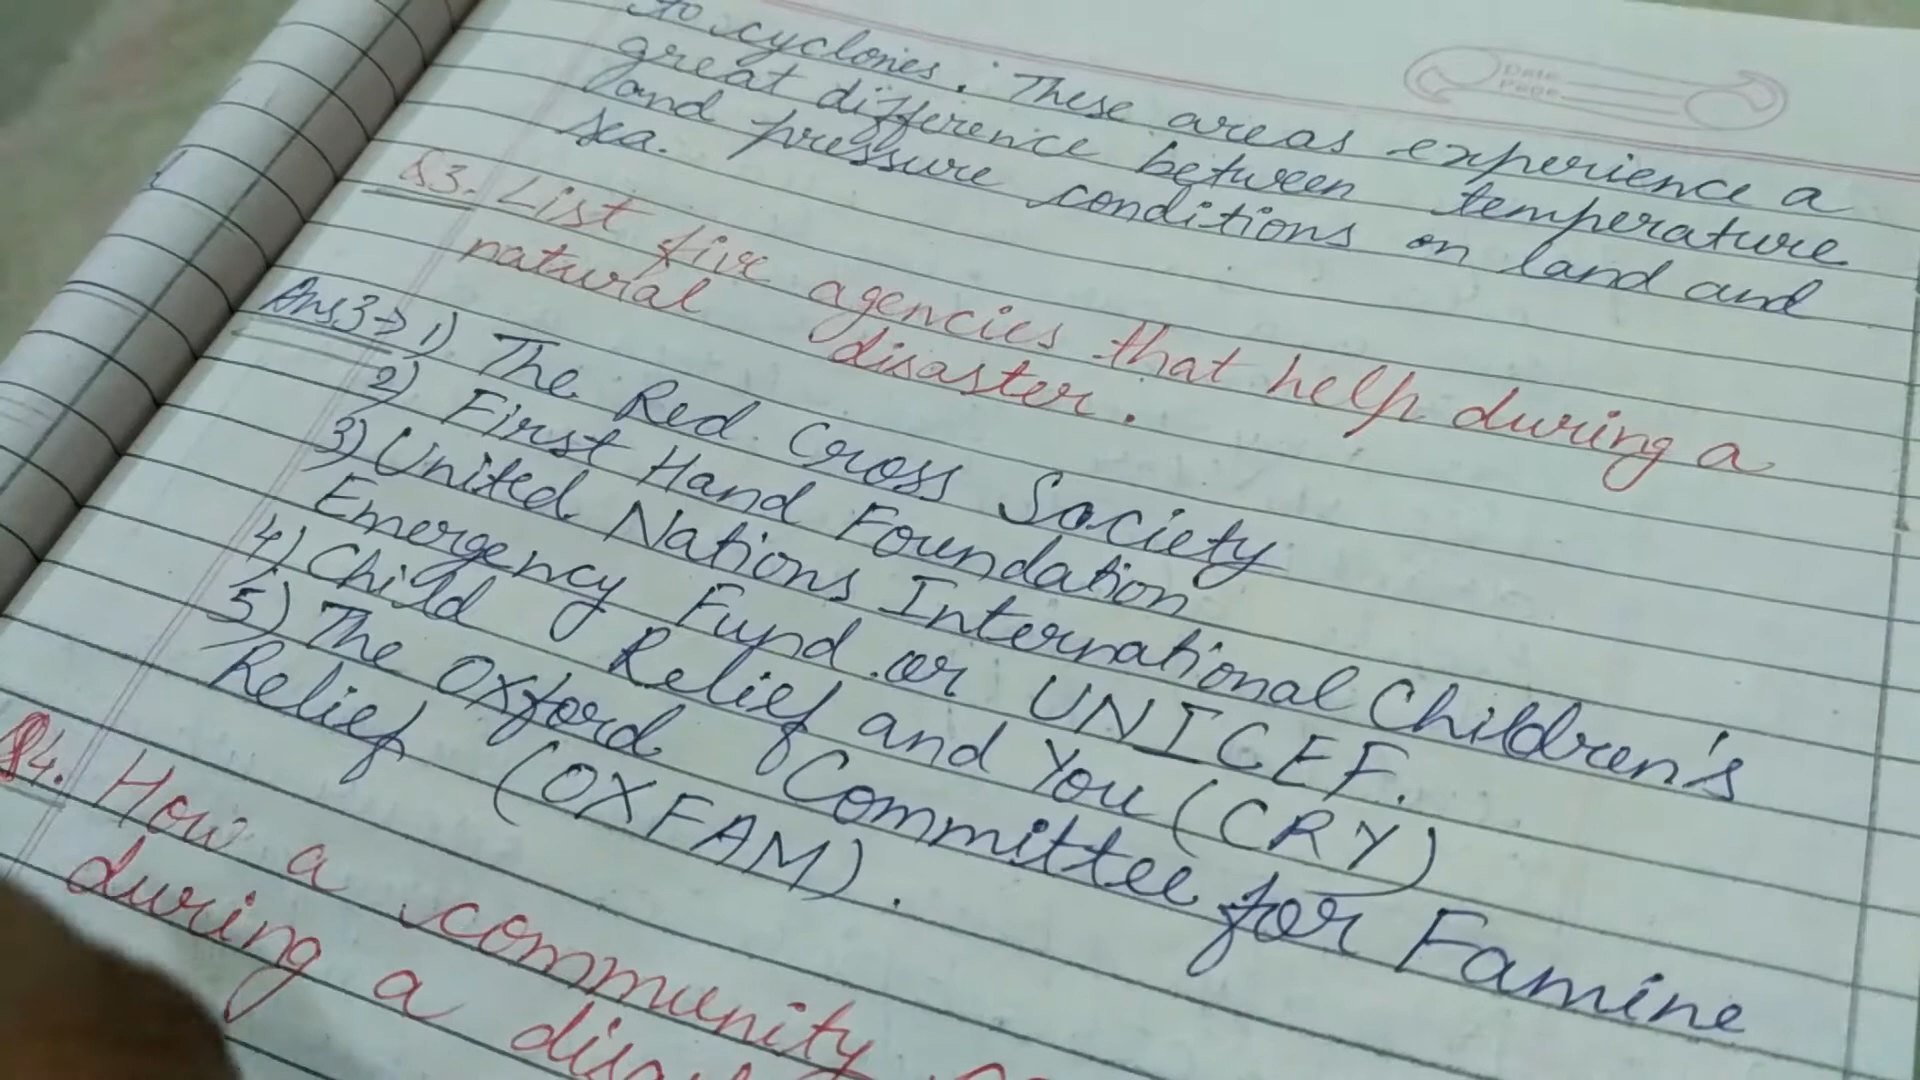 to cyclones. These areas experience a
great difference between temperature
and pressure conditions on land and
sea.
Date
Page
Q3. List five agencies that help during a
natural disaster.
Ans3→ 1) The Red Cross Society
2) First Hand Foundation
3) United Nations International Children's
Emergency Fund or UNICEF.
4) Child Relief and You (CRY)
5) The Oxford Committee for Famine
Relief (OXFAM).
Q4. How a community
during a